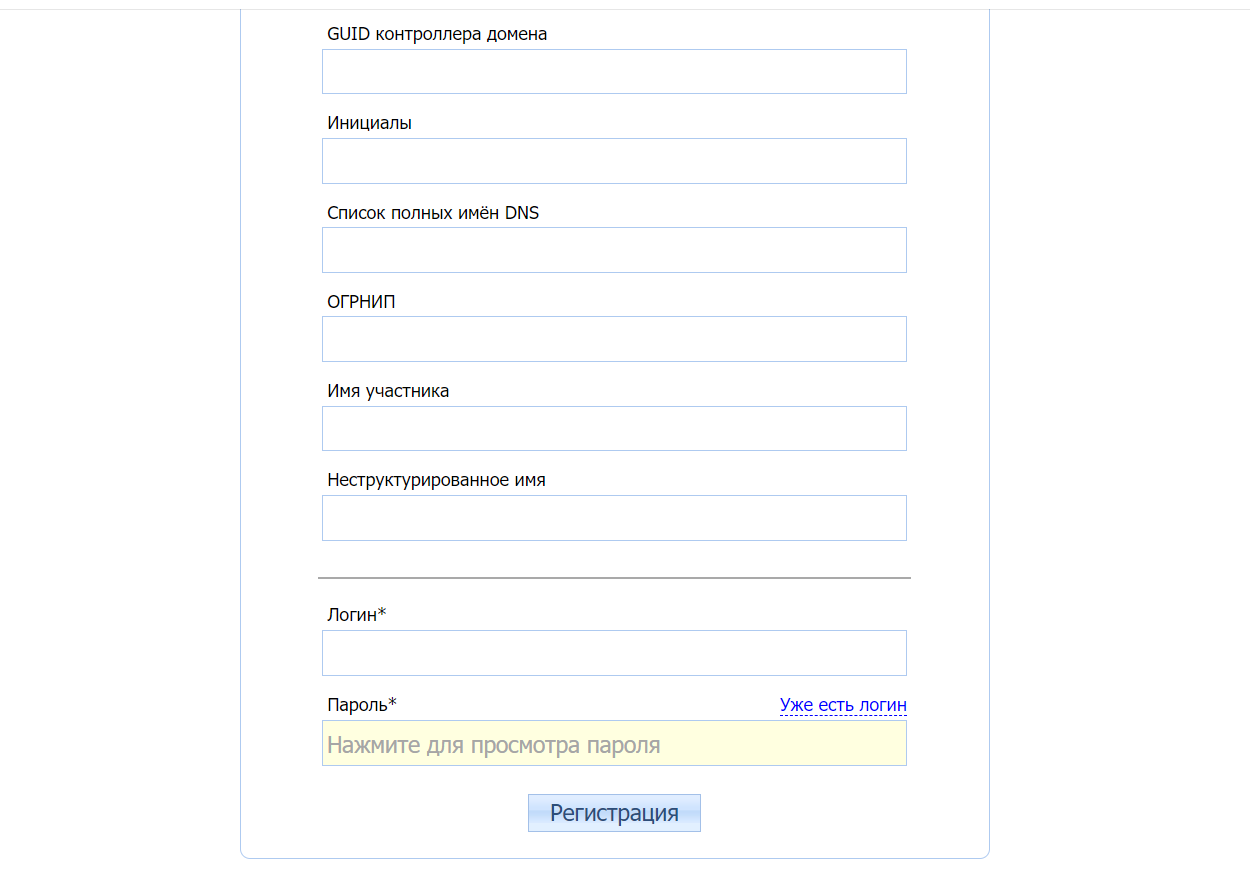 GUID контроллера домена
Инициалы
Список полных имён DNS
ОГРНИП
Имя участника
Неструктурированное имя
Логин*
Пароль*
Уже есть логин
Нажмите для просмотра пароля
Регистрация